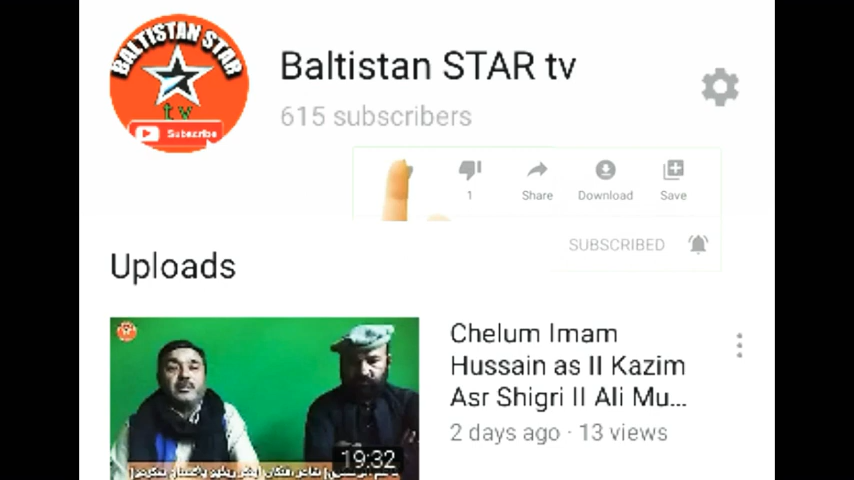 BALTISTAN STAR
tv
Subscribe
Baltistan STAR tv
615 subscribers
1
Share
Download
Save
SUBSCRIBED
Uploads
19:32
Chelum Imam
Hussain as II Kazim
Asr Shigri II Ali Mu...
2 days ago · 13 views